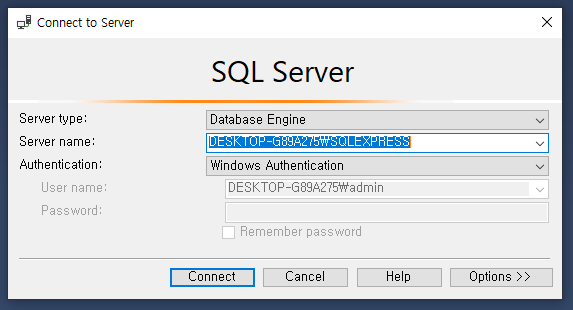 Connect to Server
SQL Server
Server type: Database Engine
Server name: DESKTOP-G89A275₩SQLEXPRESS
Authentication: Windows Authentication
User name: DESKTOP-G89A275₩admin
Password:
Remember password
Connect Cancel Help Options >>